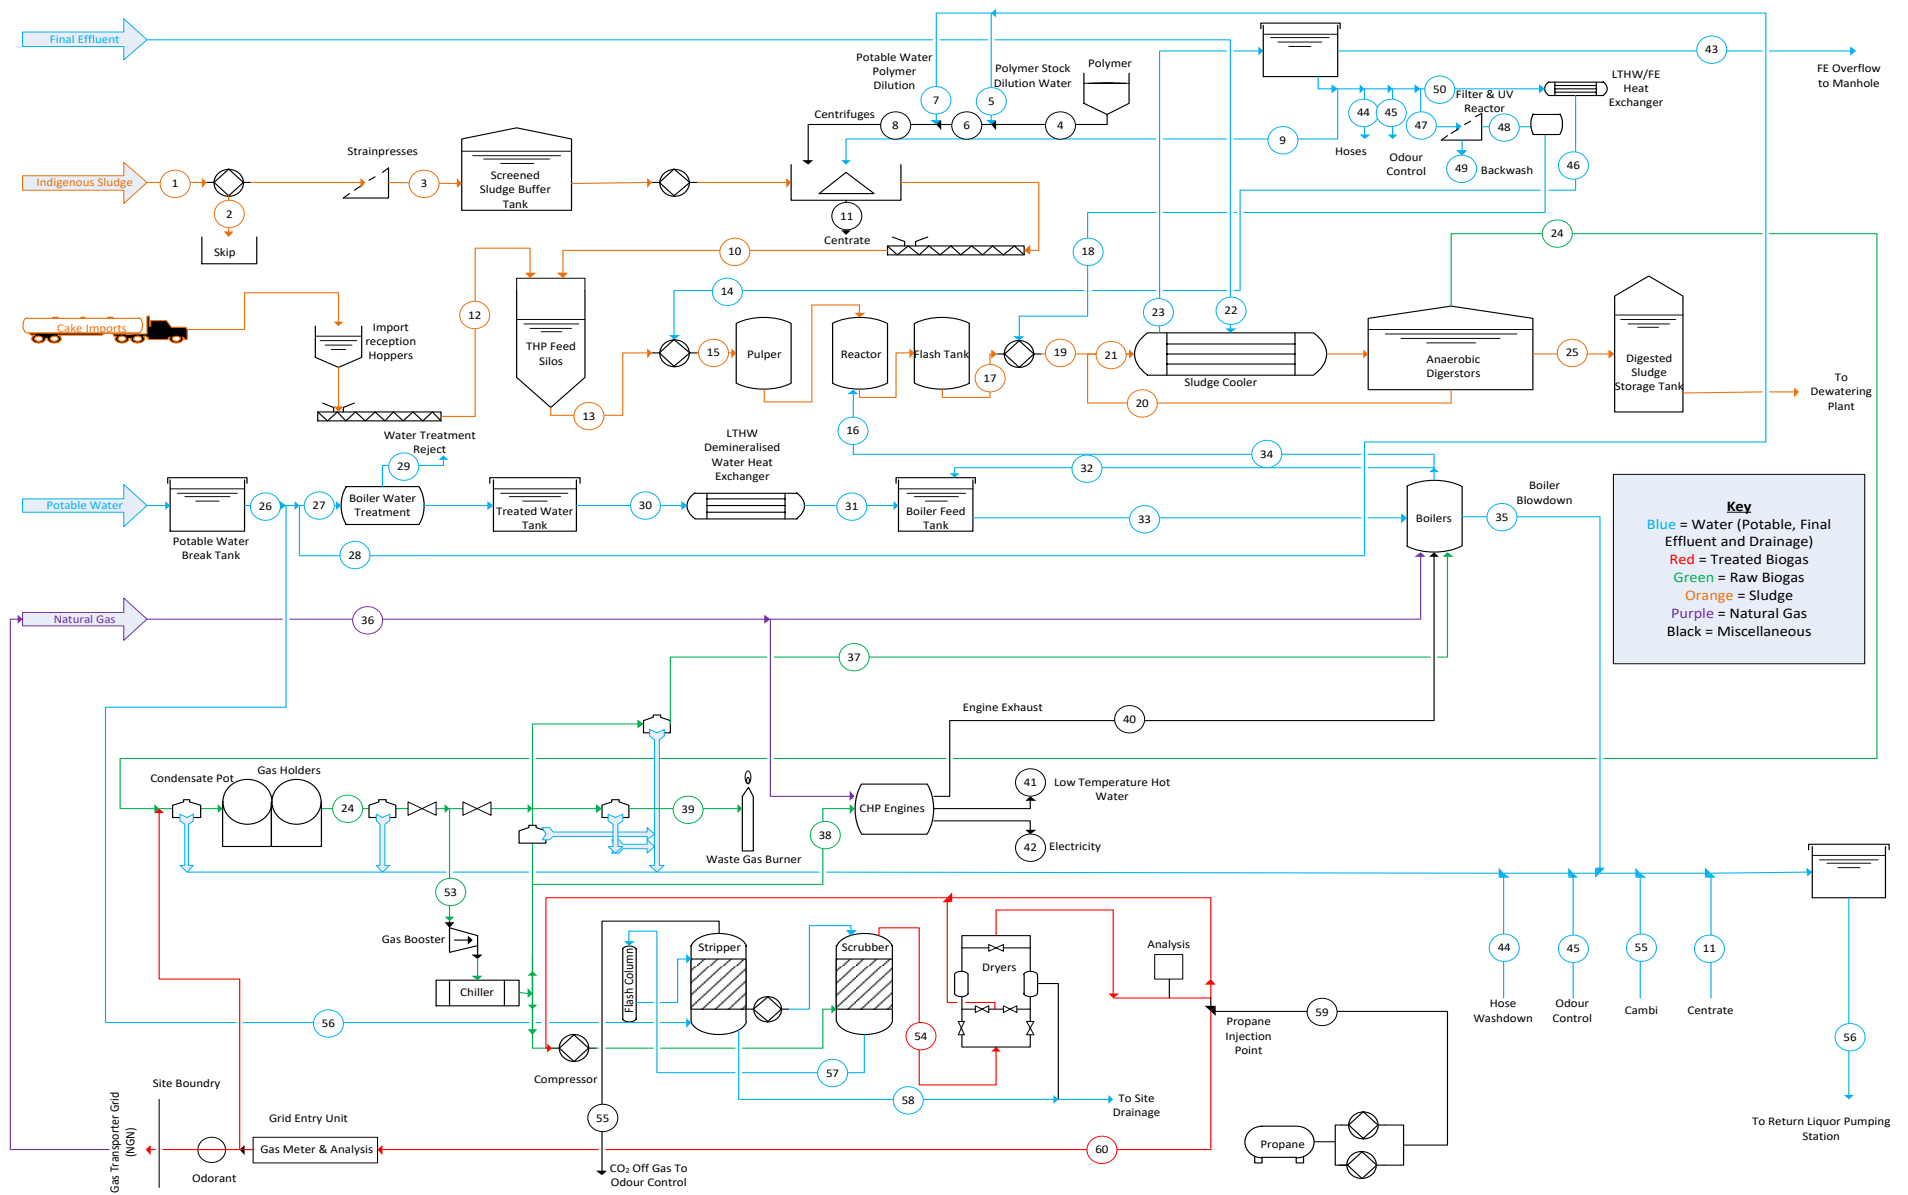 Final Effluent
43
FE Overflow
to Manhole
Potable Water
Polymer
Dilution
Polymer Stock
Dilution Water
Polymer
7
5
Centrifuges
8
6
4
9
LTHW/FE
Heat
Exchanger
50
Filter & UV
Reactor
44
45
47
48
Hoses
Odour
Control
49
Backwash
46
Indigenous Sludge
1
2
Skip
Strainpresses
3
Screened
Sludge Buffer
Tank
11
Centrate
10
18
24
Cake Imports
Import
reception
Hoppers
12
THP Feed
Silos
13
14
15
Pulper
Reactor
Flash Tank
17
19
21
23
22
Sludge Cooler
20
Anaerobic
Digerstors
25
Digested
Sludge
Storage Tank
To
Dewatering
Plant
16
34
32
Water Treatment
Reject
29
LTHW
Demineralised
Water Heat
Exchanger
Potable Water
26
27
Boiler Water
Treatment
Treated Water
Tank
30
31
Boiler Feed
Tank
33
Boilers
35
Boiler
Blowdown
Potable Water
Break Tank
28
Key
Blue = Water (Potable, Final
Effluent and Drainage)
Red = Treated Biogas
Green = Raw Biogas
Orange = Sludge
Purple = Natural Gas
Black = Miscellaneous
Natural Gas
36
37
Engine Exhaust
40
Condensate Pot
Gas Holders
24
39
Waste Gas Burner
38
CHP Engines
41
Low Temperature Hot
Water
42
Electricity
53
Gas Booster
Chiller
Flash Column
Stripper
Scrubber
54
Dryers
Analysis
44
45
55
11
Hose
Washdown
Odour
Control
Cambi
Centrate
56
56
57
58
Compressor
Propane
Injection
Point
59
To Site
Drainage
To Return Liquor Pumping
Station
Site Boundry
Gas Transporter Grid
(NGN)
Grid Entry Unit
Gas Meter & Analysis
Odorant
55
CO₂ Off Gas To
Odour Control
60
Propane